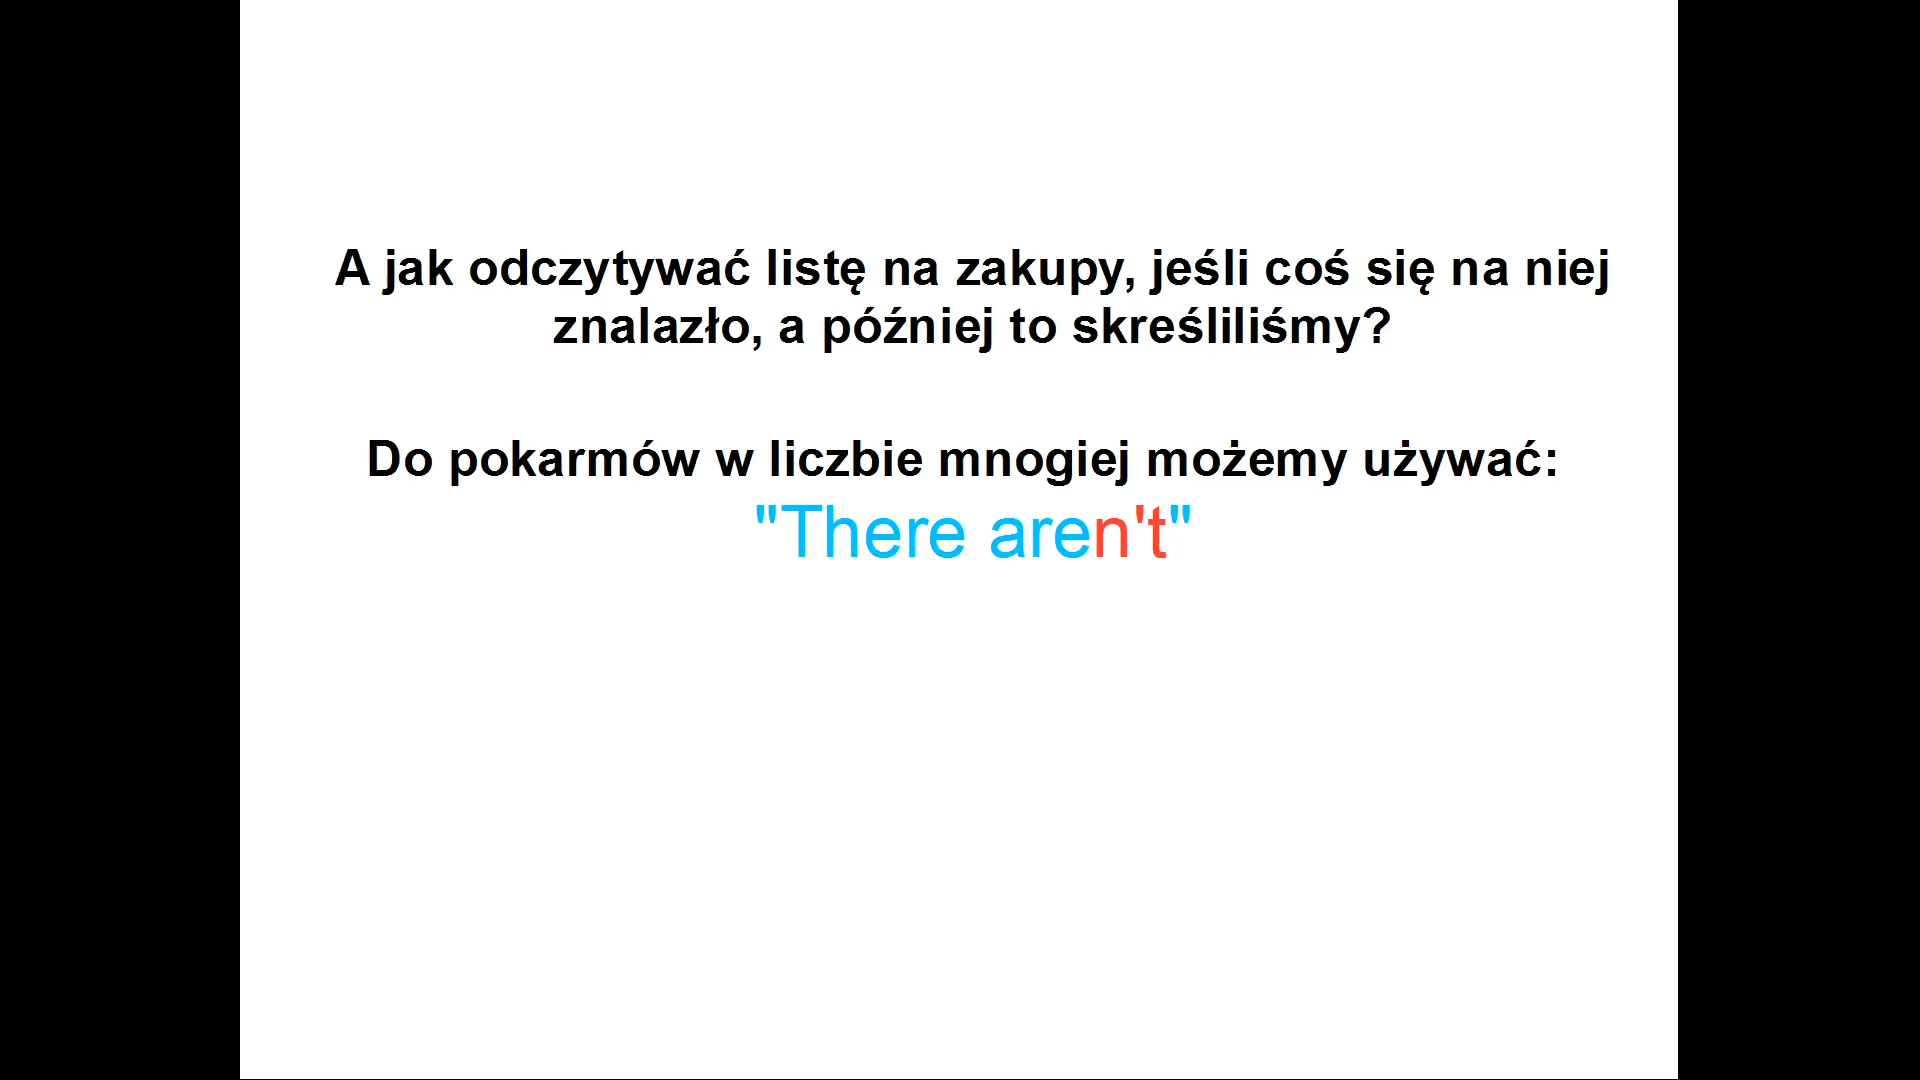 A jak odczytywać listę na zakupy, jeśli coś się na niej
znalazło, a później to skreśliliśmy?
Do pokarmów w liczbie mnogiej możemy używać:
"There aren't"